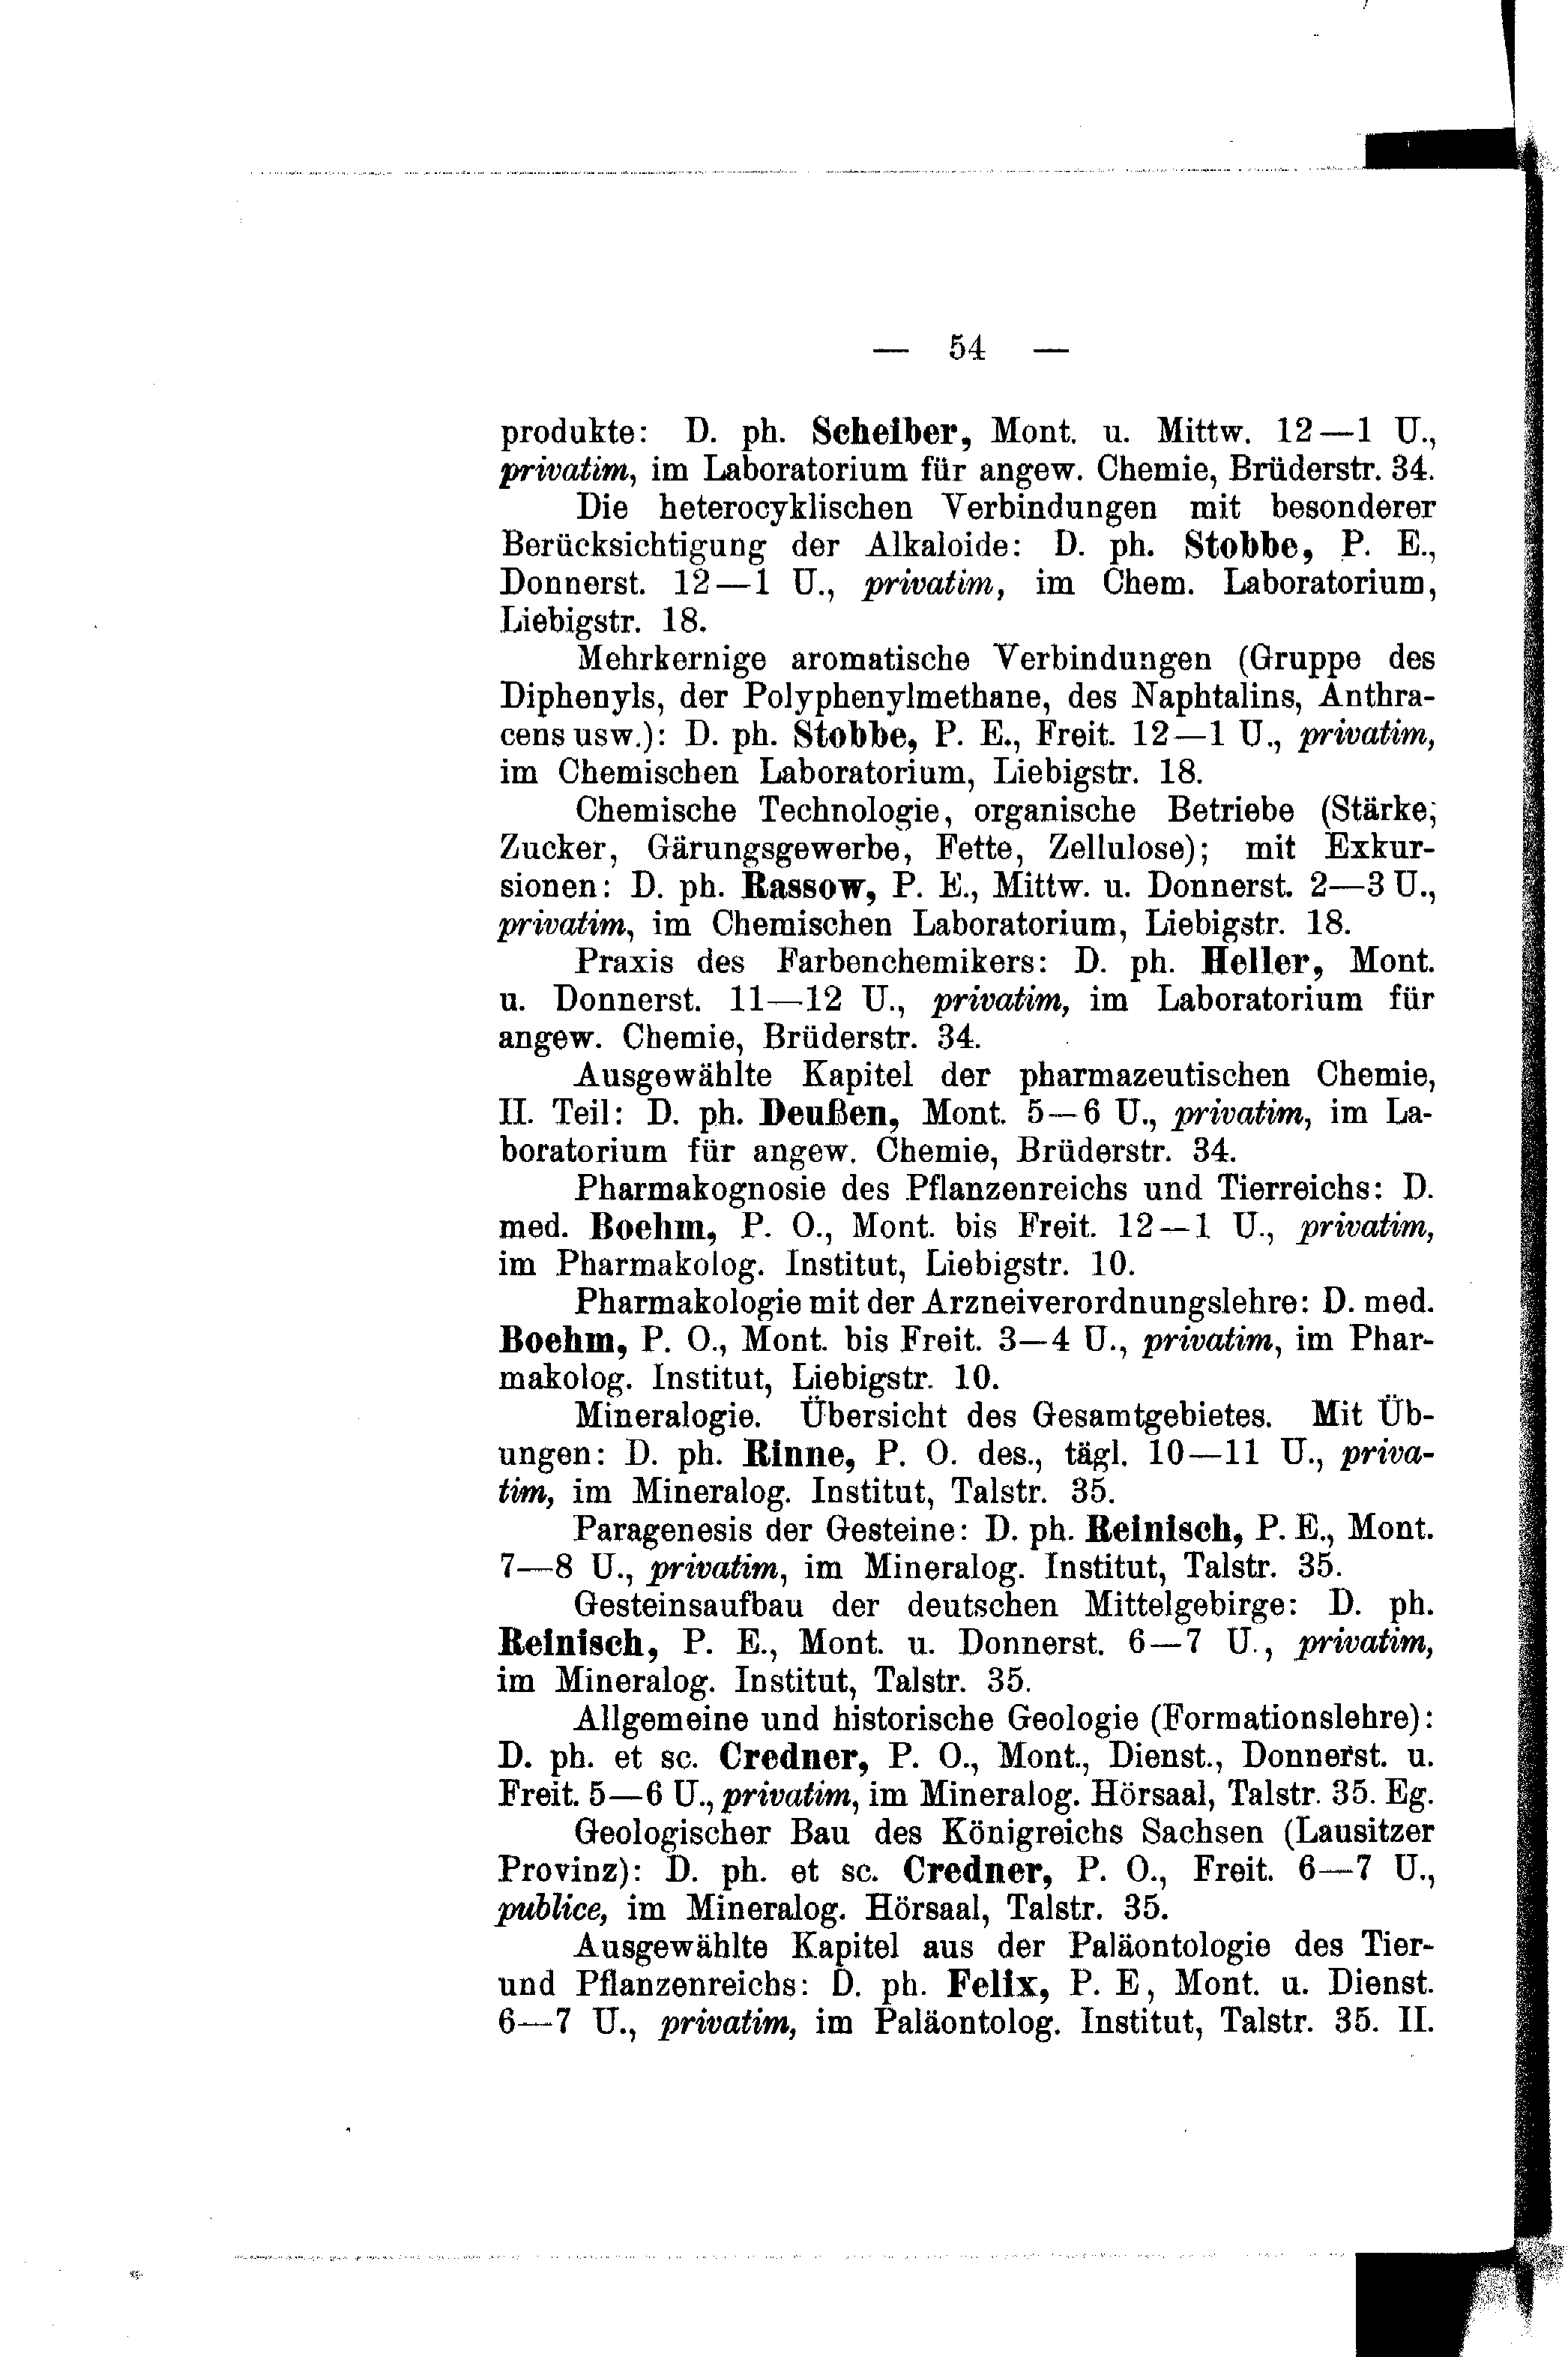 — 54 —
produkte: D. ph. Scheiber, Mont. u. Mittw. 12—1 U.,
privatim, im Laboratorium für angew. Chemie, Brüderstr. 34.
Die heterocyklischen Verbindungen mit besonderer
Berücksichtigung der Alkaloide: D. ph. Stobbe, P. E.,
Donnerst. 12—1 U., privatim, im Chem. Laboratorium,
Liebigstr. 18.
Mehrkernige aromatische Verbindungen (Gruppe des
Diphenyls, der Polyphenylmethane, des Naphtalins, Anthra-
cens usw.): D. ph. Stobbe, P. E., Freit. 12—1 U., privatim,
im Chemischen Laboratorium, Liebigstr. 18.
Chemische Technologie, organische Betriebe (Stärke,
Zucker, Gärungsgewerbe, Fette, Zellulose); mit Exkur-
sionen: D. ph. Rassow, P. E., Mittw. u. Donnerst. 2—3 U.,
privatim, im Chemischen Laboratorium, Liebigstr. 18.
Praxis des Farbenchemikers: D. ph. Heller, Mont.
u. Donnerst. 11—12 U., privatim, im Laboratorium für
angew. Chemie, Brüderstr. 34.
Ausgewählte Kapitel der pharmazeutischen Chemie,
II. Teil: D. ph. Deußen, Mont. 5—6 U., privatim, im La-
boratorium für angew. Chemie, Brüderstr. 34.
Pharmakognosie des Pflanzenreichs und Tierreichs: D.
med. Boehm, P. O., Mont. bis Freit. 12—1 U., privatim,
im Pharmakolog. Institut, Liebigstr. 10.
Pharmakologie mit der Arzneiverordnungslehre: D. med.
Boehm, P. O., Mont. bis Freit. 3—4 U., privatim, im Phar-
makolog. Institut, Liebigstr. 10.
Mineralogie. Übersicht des Gesamtgebietes. Mit Üb-
ungen: D. ph. Rinne, P. O. des., tägl. 10—11 U., priva-
tim, im Mineralog. Institut, Talstr. 35.
Paragenesis der Gesteine: D. ph. Reinisch, P. E., Mont.
7—8 U., privatim, im Mineralog. Institut, Talstr. 35.
Gesteinsaufbau der deutschen Mittelgebirge: D. ph.
Reinisch, P. E., Mont. u. Donnerst. 6—7 U., privatim,
im Mineralog. Institut, Talstr. 35.
Allgemeine und historische Geologie (Formationslehre):
D. ph. et sc. Credner, P. O., Mont., Dienst., Donnerst. u.
Freit. 5—6 U., privatim, im Mineralog. Hörsaal, Talstr. 35. Eg.
Geologischer Bau des Königreichs Sachsen (Lausitzer
Provinz): D. ph. et sc. Credner, P. O., Freit. 6—7 U.,
publice, im Mineralog. Hörsaal, Talstr. 35.
Ausgewählte Kapitel aus der Paläontologie des Tier-
und Pflanzenreichs: D. ph. Felix, P. E, Mont. u. Dienst.
6—7 U., privatim, im Paläontolog. Institut, Talstr. 35. II.